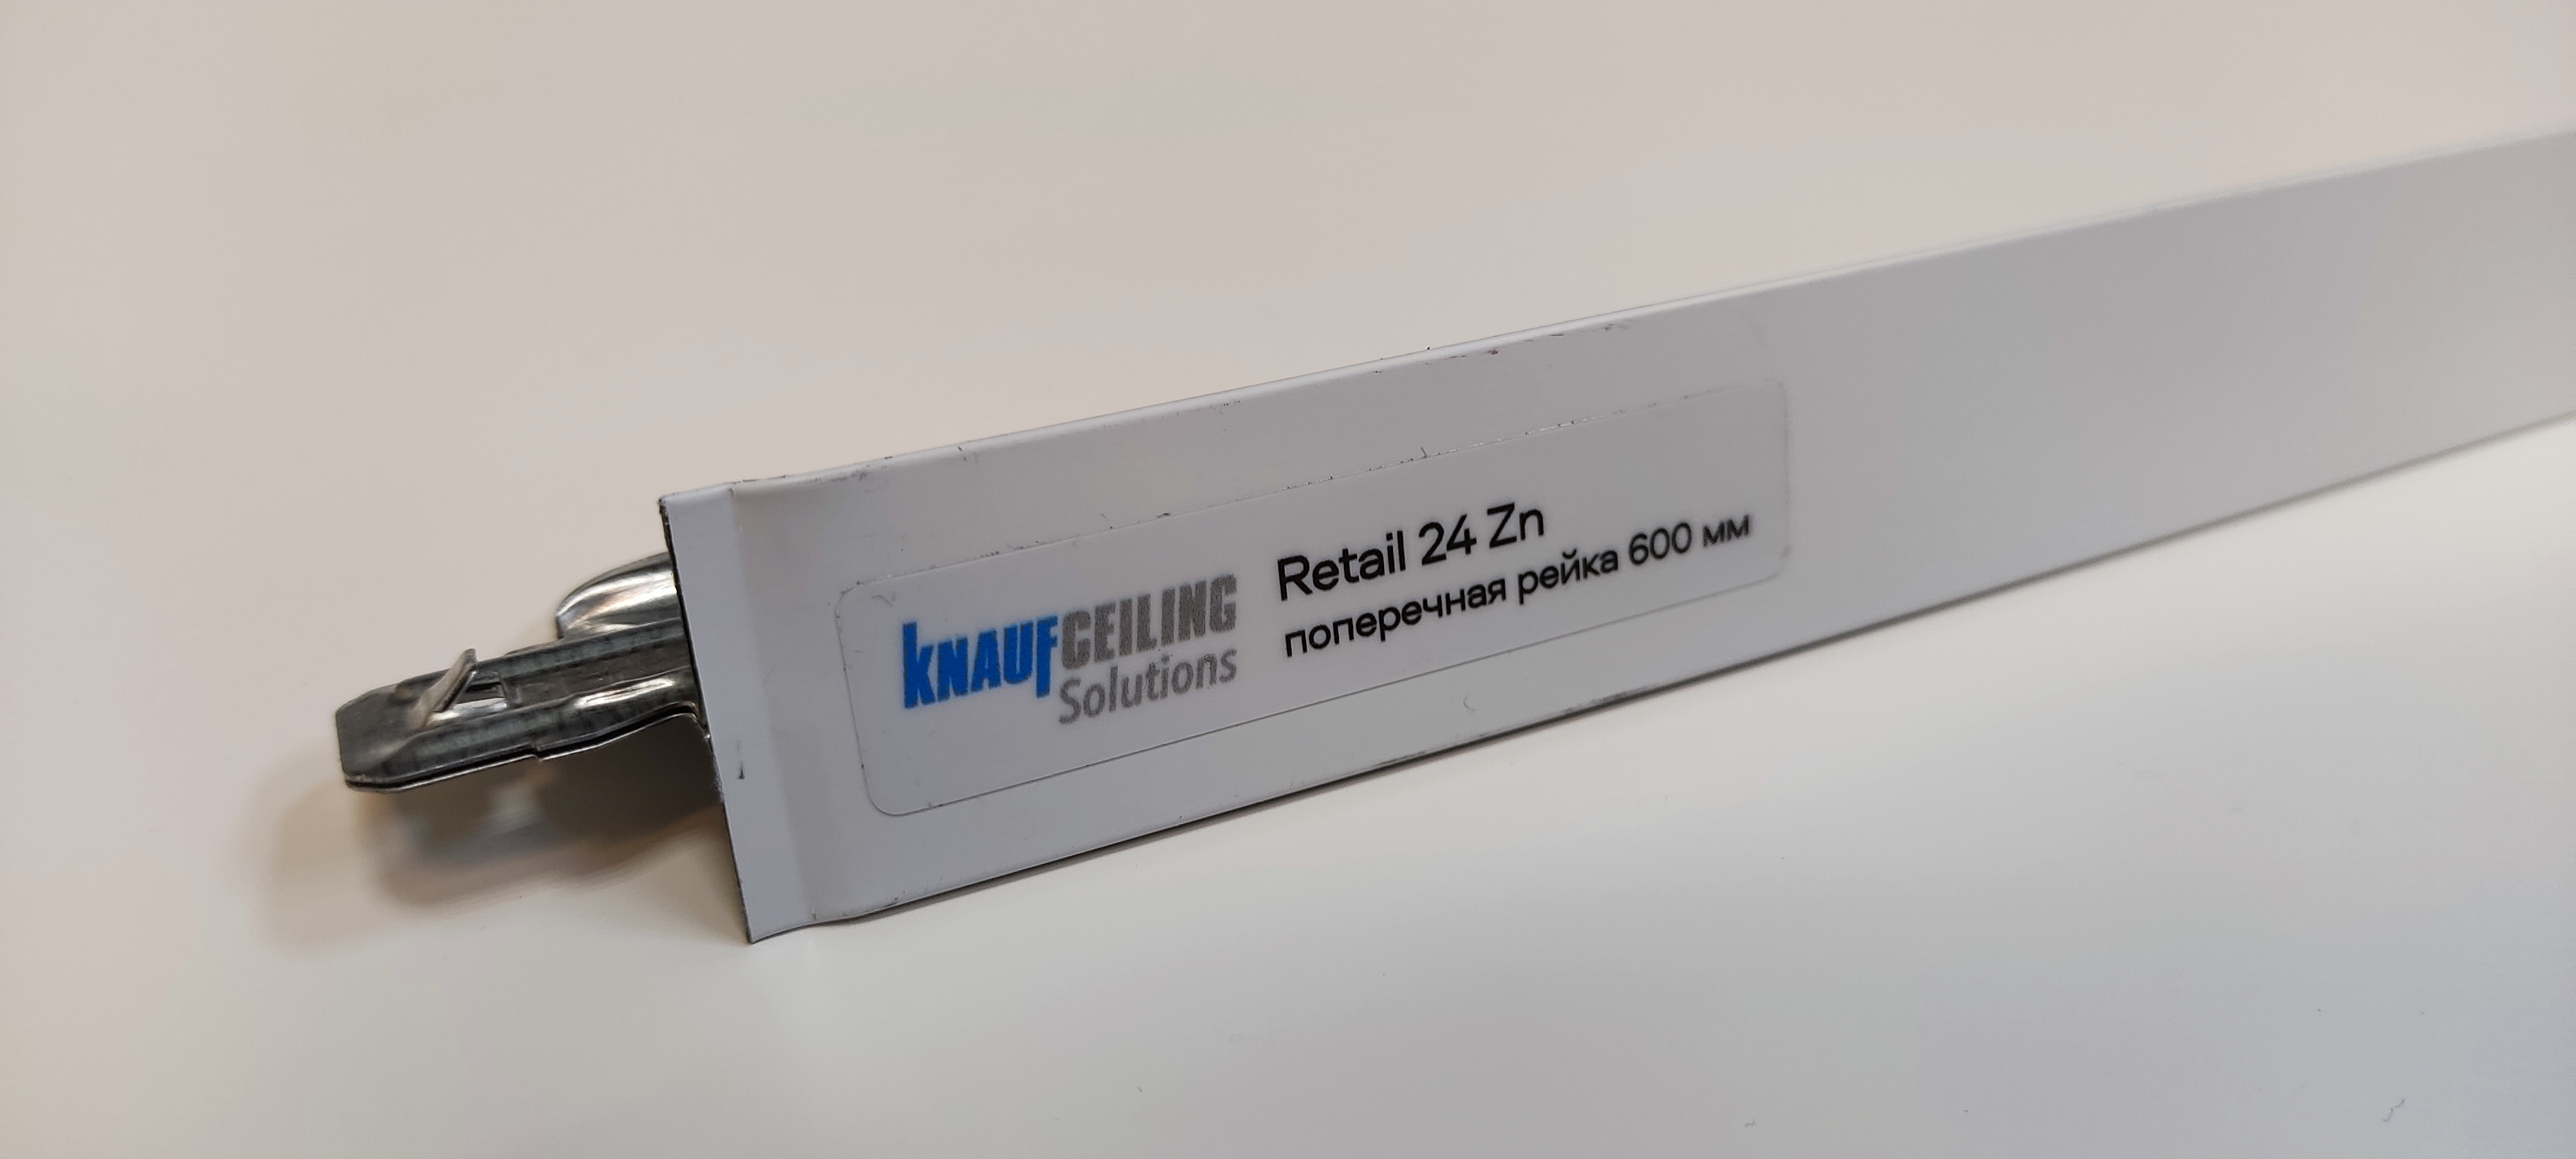 KNAUF CEILING
Solutions
Retail 24 Zn
поперечная рейка 600 мм